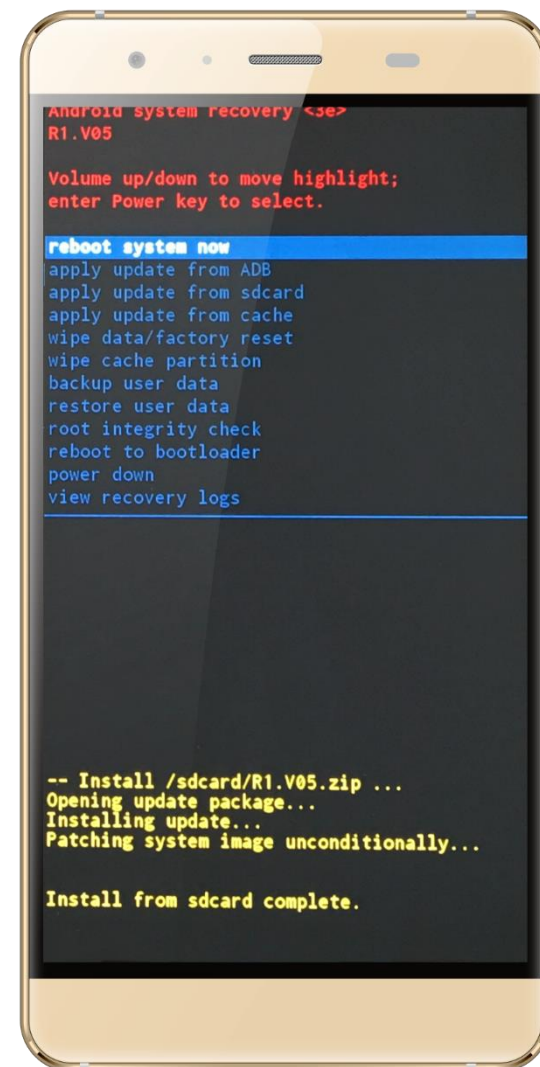 Android system recovery <3e>
R1.V05
Volume up/down to move highlight;
enter Power key to select.
reboot system now
apply update from ADB
apply update from sdcard
apply update from cache
wipe data/factory reset
wipe cache partition
backup user data
restore user data
root integrity check
reboot to bootloader
power down
view recovery logs
-- Install /sdcard/R1.V05.zip ...
Opening update package...
Installing update...
Patching system image unconditionally...
Install from sdcard complete.